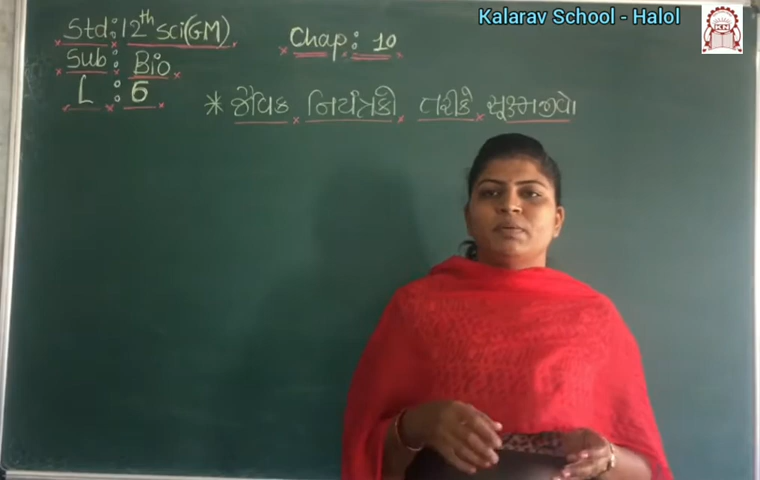 Kalarav School - Halol
Std: 12th sci(GM)
Chap: 10
Sub: Bio
L : 6
* જૈવિક નિયંત્રકો તરીકે સૂક્ષ્મજીવો